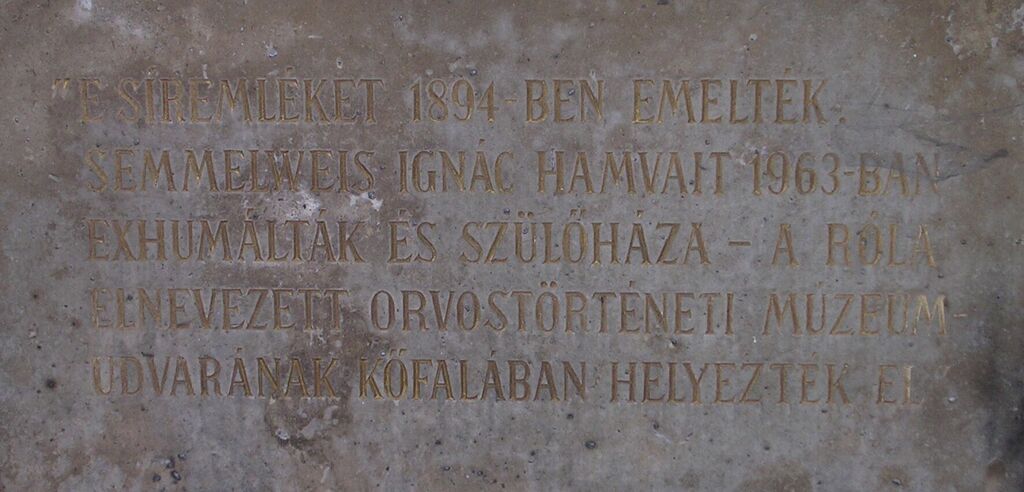 "E SÍREMLÉKET 1894-BEN EMELTÉK.
SEMMELWEIS IGNÁC HAMVAIT 1963-BAN
EXHUMÁLTÁK ÉS SZÜLŐHÁZA – A RÓLA
ELNEVEZETT ORVOSTÖRTÉNETI MÚZEUM-
UDVARÁNAK KŐFALÁBAN HELYEZTÉK EL"